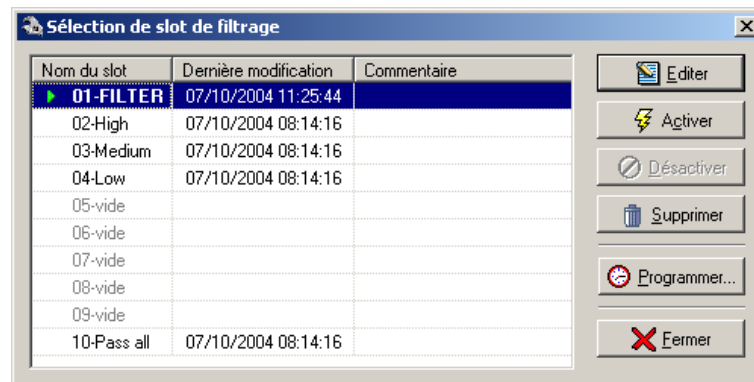 Sélection de slot de filtrage
Nom du slot Dernière modification Commentaire
01-FILTER 07/10/2004 11:25:44
02-High 07/10/2004 08:14:16
03-Medium 07/10/2004 08:14:16
04-Low 07/10/2004 08:14:16
05-vide
06-vide
07-vide
08-vide
09-vide
10-Pass all 07/10/2004 08:14:16
Editer
Activer
Désactiver
Supprimer
Programmer...
Fermer